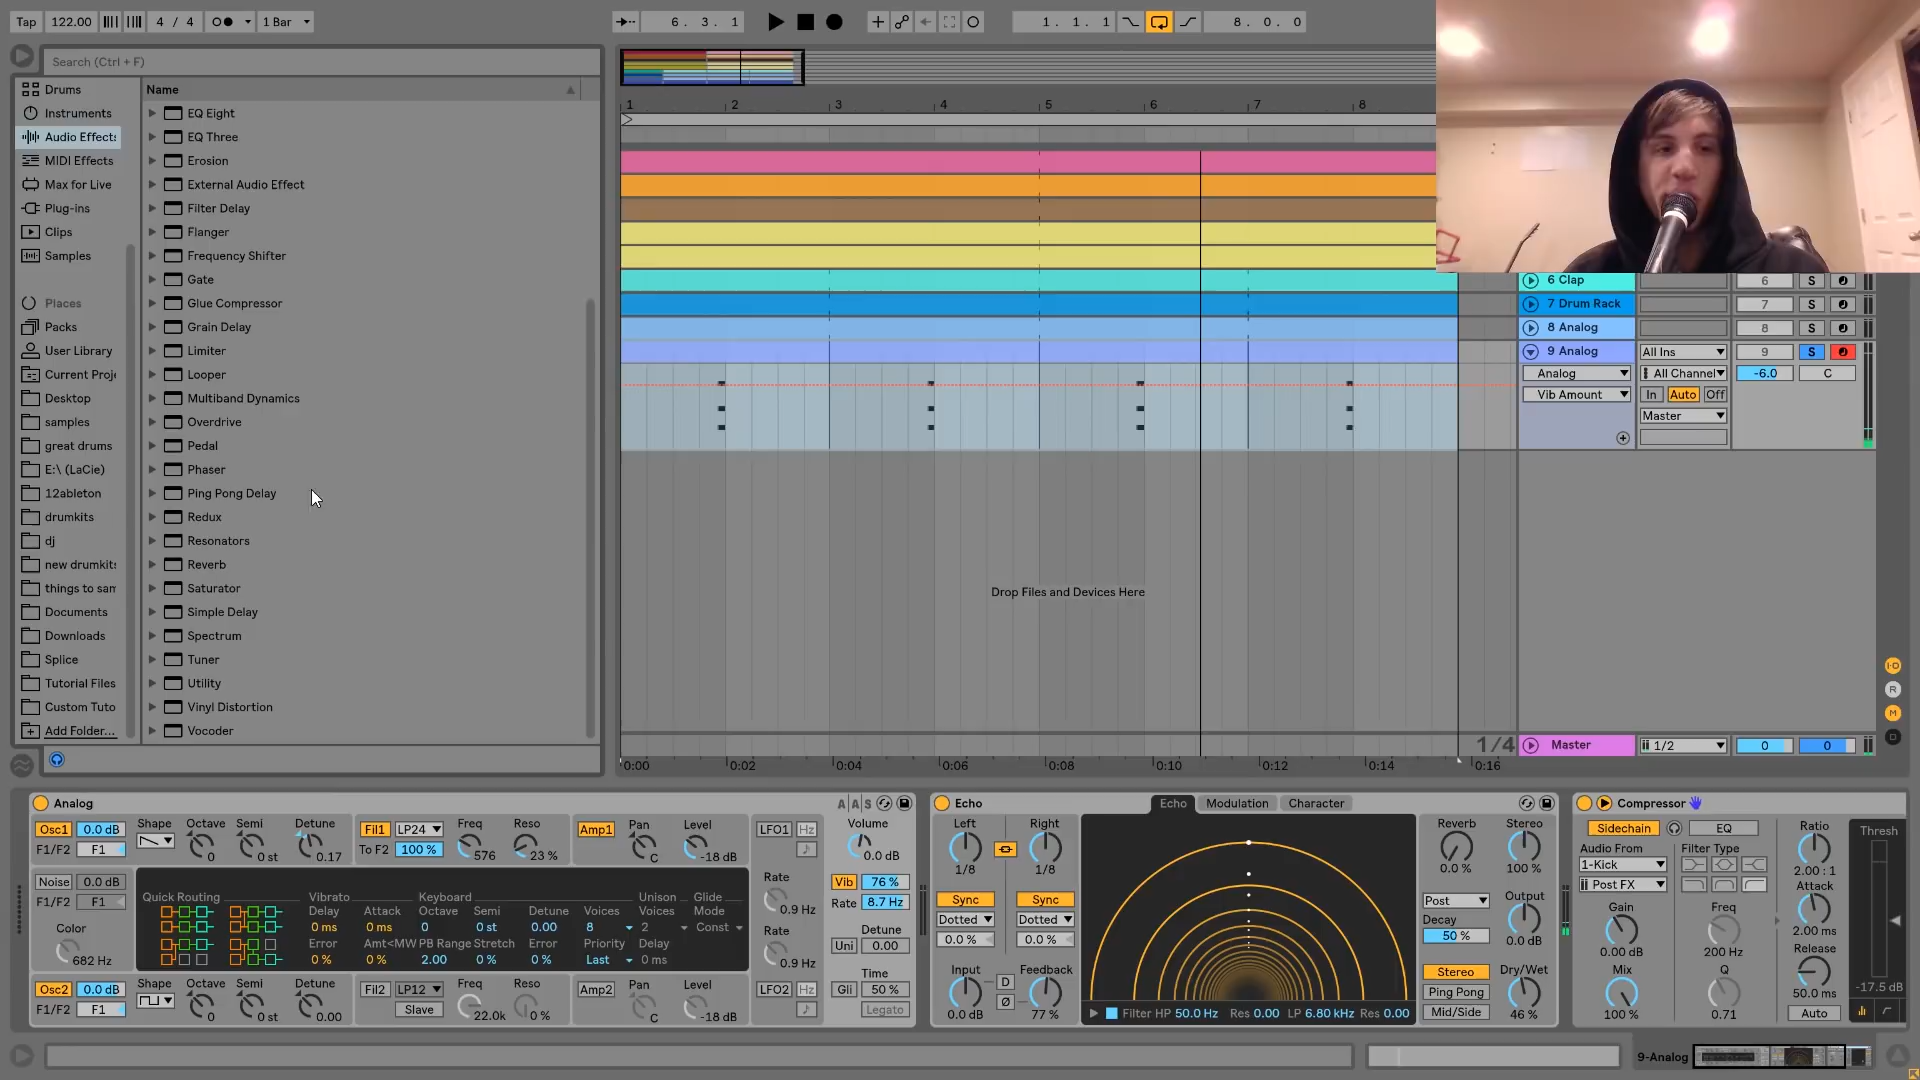 Tap 122.00 4 / 4 1 Bar 6. 3. 1 1. 1. 1 8. 0. 0
Search (Ctrl + F)
Drums
Instruments
Audio Effects
MIDI Effects
Max for Live
Plug-ins
Clips
Samples
Places
Packs
User Library
Current Proje
Desktop
samples
great drums
E:\ (LaCie)
12ableton
drumkits
dj
new drumkits
things to sam
Documents
Downloads
Splice
Tutorial Files
Custom Tuto
Add Folder...
Name
EQ Eight
EQ Three
Erosion
External Audio Effect
Filter Delay
Flanger
Frequency Shifter
Gate
Glue Compressor
Grain Delay
Limiter
Looper
Multiband Dynamics
Overdrive
Pedal
Phaser
Ping Pong Delay
Redux
Resonators
Reverb
Saturator
Simple Delay
Spectrum
Tuner
Utility
Vinyl Distortion
Vocoder
1 2 3 4 5 6 7 8
Drop Files and Devices Here
1/4
0:00 0:02 0:04 0:06 0:08 0:10 0:12 0:14 0:16
6 Clap 6 S
7 Drum Rack 7 S
8 Analog 8 S
9 Analog All Ins 9 S
Analog All Channel -6.0 C
Vib Amount In Auto Off
Master
Master 1/2 0 0
I-O
R
M
D
Analog A A S
Osc1 0.0 dB Shape Octave Semi Detune
F1/F2 F1 0 0 st 0.17
Fil1 LP24 Freq Reso
To F2 100 % 576 23 %
Amp1 Pan Level
C -18 dB
LFO1 Hz
Volume
0.0 dB
Noise 0.0 dB
F1/F2 F1
Color
682 Hz
Quick Routing Vibrato Keyboard Unison Glide
Delay Attack Octave Semi Detune Voices Voices Mode
0 ms 0 ms 0 0 st 0.00 8 2 Const
Error Amt<MW PB Range Stretch Error Priority Delay
0 % 0 % 2.00 0 % 0 % Last 0 ms
Rate
0.9 Hz
Rate
0.9 Hz
Vib 76 %
Rate 8.7 Hz
Detune
Uni 0.00
Time
Gli 50 %
Legato
Osc2 0.0 dB Shape Octave Semi Detune
F1/F2 F1 0 0 st 0.00
Fil2 LP12 Freq Reso
Slave 22.0k 0 %
Amp2 Pan Level
C -18 dB
LFO2 Hz
Echo Echo Modulation Character
Left Right
1/8 1/8
Sync Sync
Dotted Dotted
0.0 % 0.0 %
Input D Feedback
0.0 dB Ø 77 %
Filter HP 50.0 Hz Res 0.00 LP 6.80 kHz Res 0.00
Reverb Stereo
0.0 % 100 %
Post Output
Decay
50 % 0.0 dB
Stereo Dry/Wet
Ping Pong
Mid/Side 46 %
Compressor
Sidechain EQ
Audio From Filter Type
1-Kick
Post FX
Gain Freq
0.00 dB 200 Hz
Mix Q
100 % 0.71
Ratio
2.00 : 1
Attack
2.00 ms
Release
50.0 ms
Auto
Thresh
-17.5 dB
9-Analog